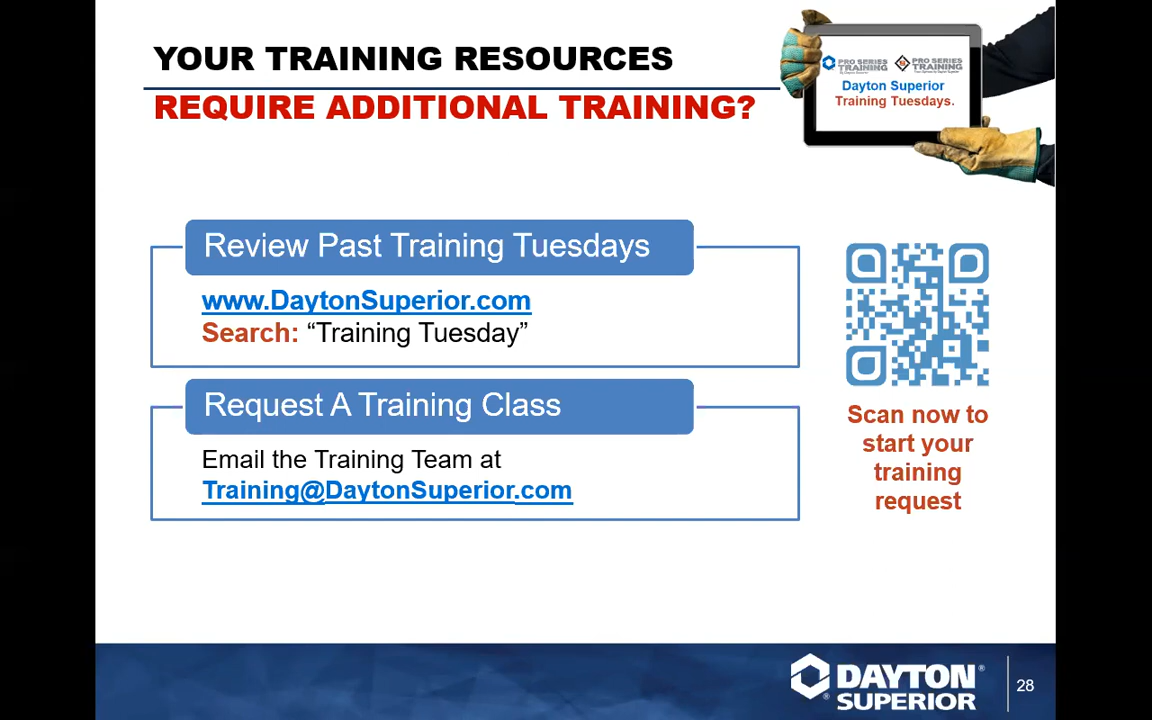 YOUR TRAINING RESOURCES
REQUIRE ADDITIONAL TRAINING?
PRO SERIES
TRAINING
PRO SERIES
TRAINING
Dayton Superior
Training Tuesdays.
Review Past Training Tuesdays
www.DaytonSuperior.com
Search: “Training Tuesday”
Request A Training Class
Email the Training Team at
Training@DaytonSuperior.com
Scan now to
start your
training
request
DAYTON
SUPERIOR
®
®
28